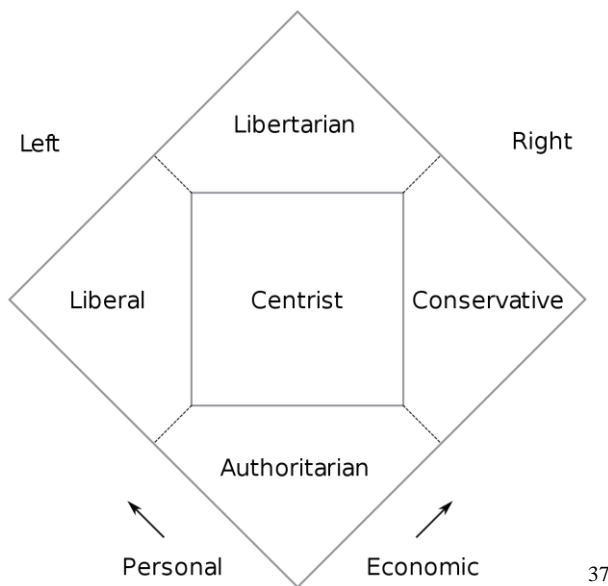 Libertarian
Left
Right
Liberal
Centrist
Conservative
Authoritarian
Personal
Economic
37